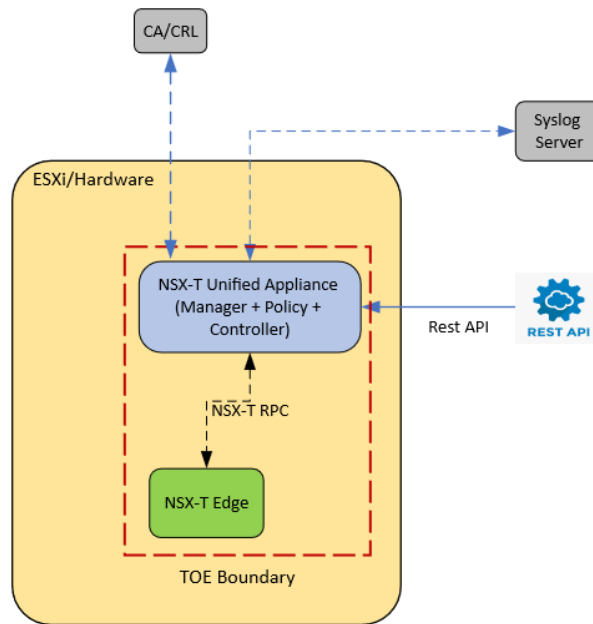 CA/CRL
Syslog
Server
ESXi/Hardware
NSX-T Unified Appliance
(Manager + Policy +
Controller)
Rest API
REST API
NSX-T RPC
NSX-T Edge
TOE Boundary